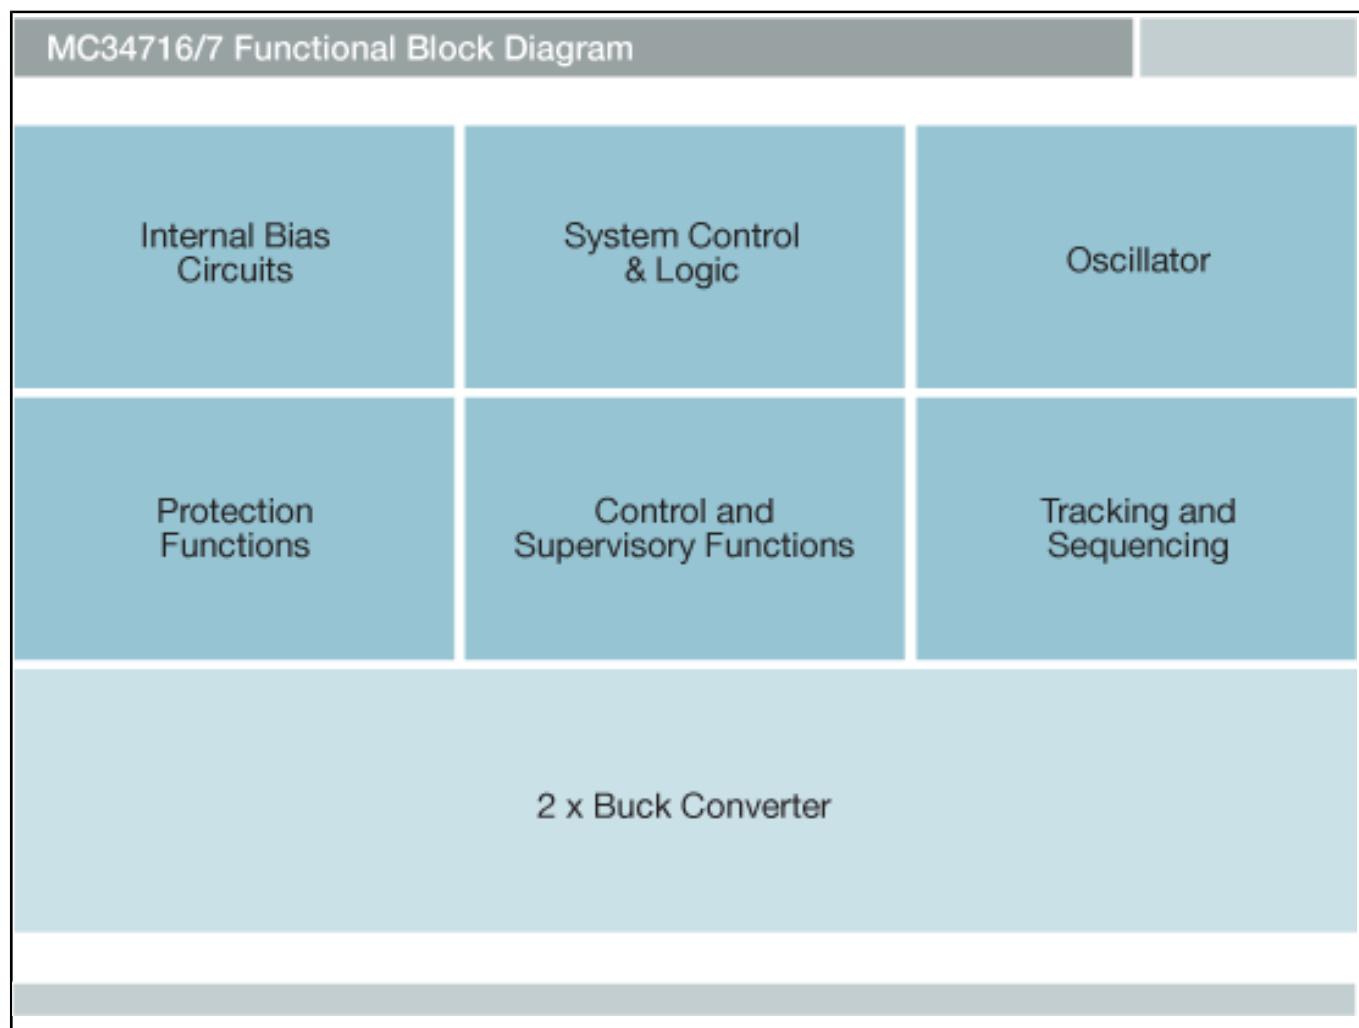 MC34716/7 Functional Block Diagram
Internal Bias
Circuits
System Control
& Logic
Oscillator
Protection
Functions
Control and
Supervisory Functions
Tracking and
Sequencing
2 x Buck Converter